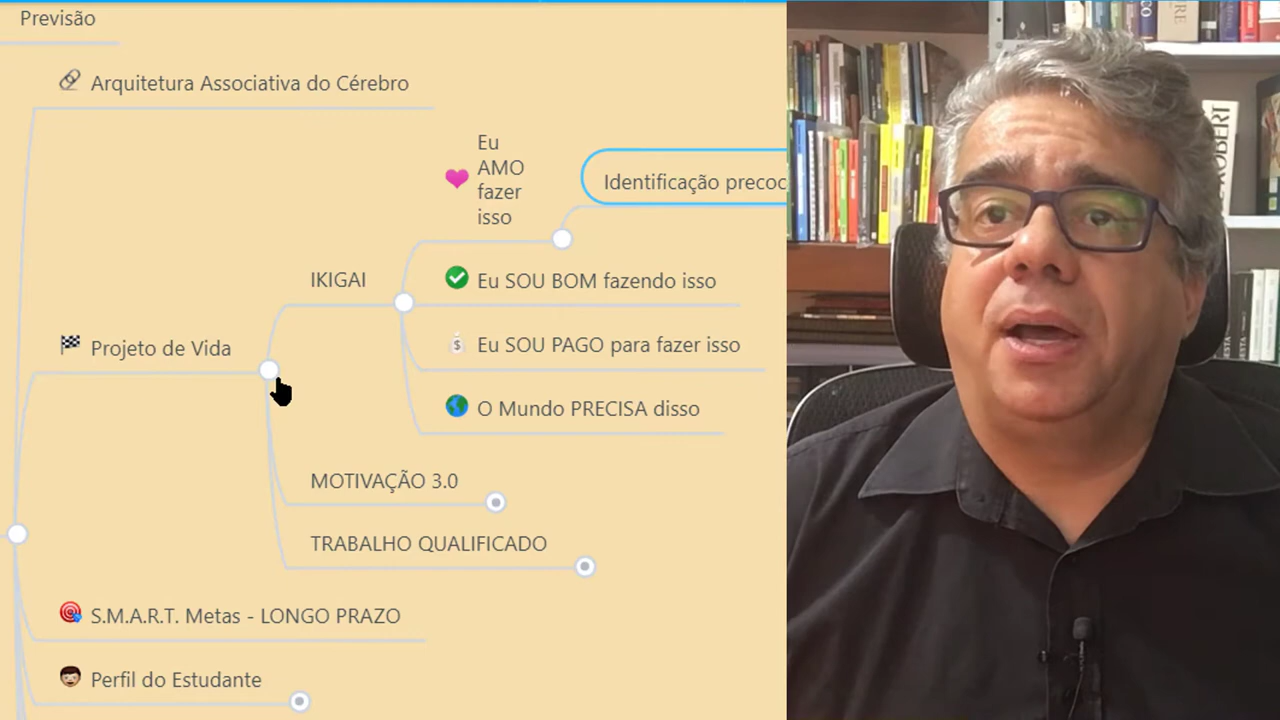 Previsão
Arquitetura Associativa do Cérebro
Eu
AMO
fazer
isso
Identificação precoc
IKIGAI
Eu SOU BOM fazendo isso
Projeto de Vida
Eu SOU PAGO para fazer isso
O Mundo PRECISA disso
MOTIVAÇÃO 3.0
TRABALHO QUALIFICADO
S.M.A.R.T. Metas - LONGO PRAZO
Perfil do Estudante
ROBERT